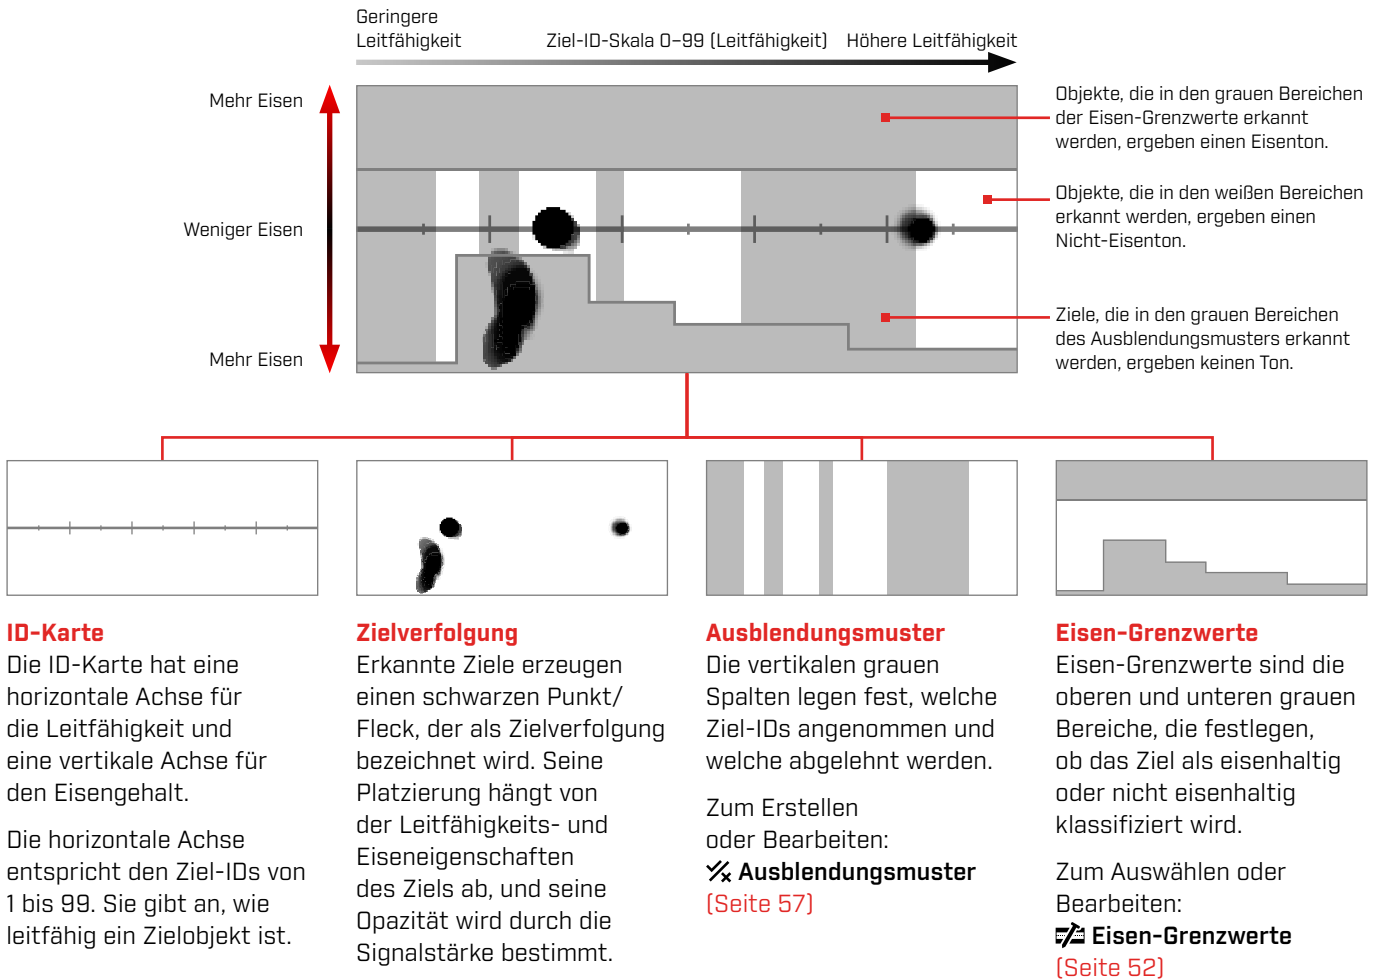 Geringere
Leitfähigkeit
Ziel-ID-Skala 0–99 (Leitfähigkeit)
Höhere Leitfähigkeit
Mehr Eisen
Weniger Eisen
Mehr Eisen
Objekte, die in den grauen Bereichen
der Eisen-Grenzwerte erkannt
werden, ergeben einen Eisenton.
Objekte, die in den weißen Bereichen
erkannt werden, ergeben einen
Nicht-Eisenton.
Ziele, die in den grauen Bereichen
des Ausblendungsmusters erkannt
werden, ergeben keinen Ton.
ID-Karte
Die ID-Karte hat eine
horizontale Achse für
die Leitfähigkeit und
eine vertikale Achse für
den Eisengehalt.
Die horizontale Achse
entspricht den Ziel-IDs von
1 bis 99. Sie gibt an, wie
leitfähig ein Zielobjekt ist.
Zielverfolgung
Erkannte Ziele erzeugen
einen schwarzen Punkt/
Fleck, der als Zielverfolgung
bezeichnet wird. Seine
Platzierung hängt von
der Leitfähigkeits- und
Eiseneigenschaften
des Ziels ab, und seine
Opazität wird durch die
Signalstärke bestimmt.
Ausblendungsmuster
Die vertikalen grauen
Spalten legen fest, welche
Ziel-IDs angenommen und
welche abgelehnt werden.
Zum Erstellen
oder Bearbeiten:
Ausblendungsmuster
(Seite 57)
Eisen-Grenzwerte
Eisen-Grenzwerte sind die
oberen und unteren grauen
Bereiche, die festlegen,
ob das Ziel als eisenhaltig
oder nicht eisenhaltig
klassifiziert wird.
Zum Auswählen oder
Bearbeiten:
Eisen-Grenzwerte
(Seite 52)